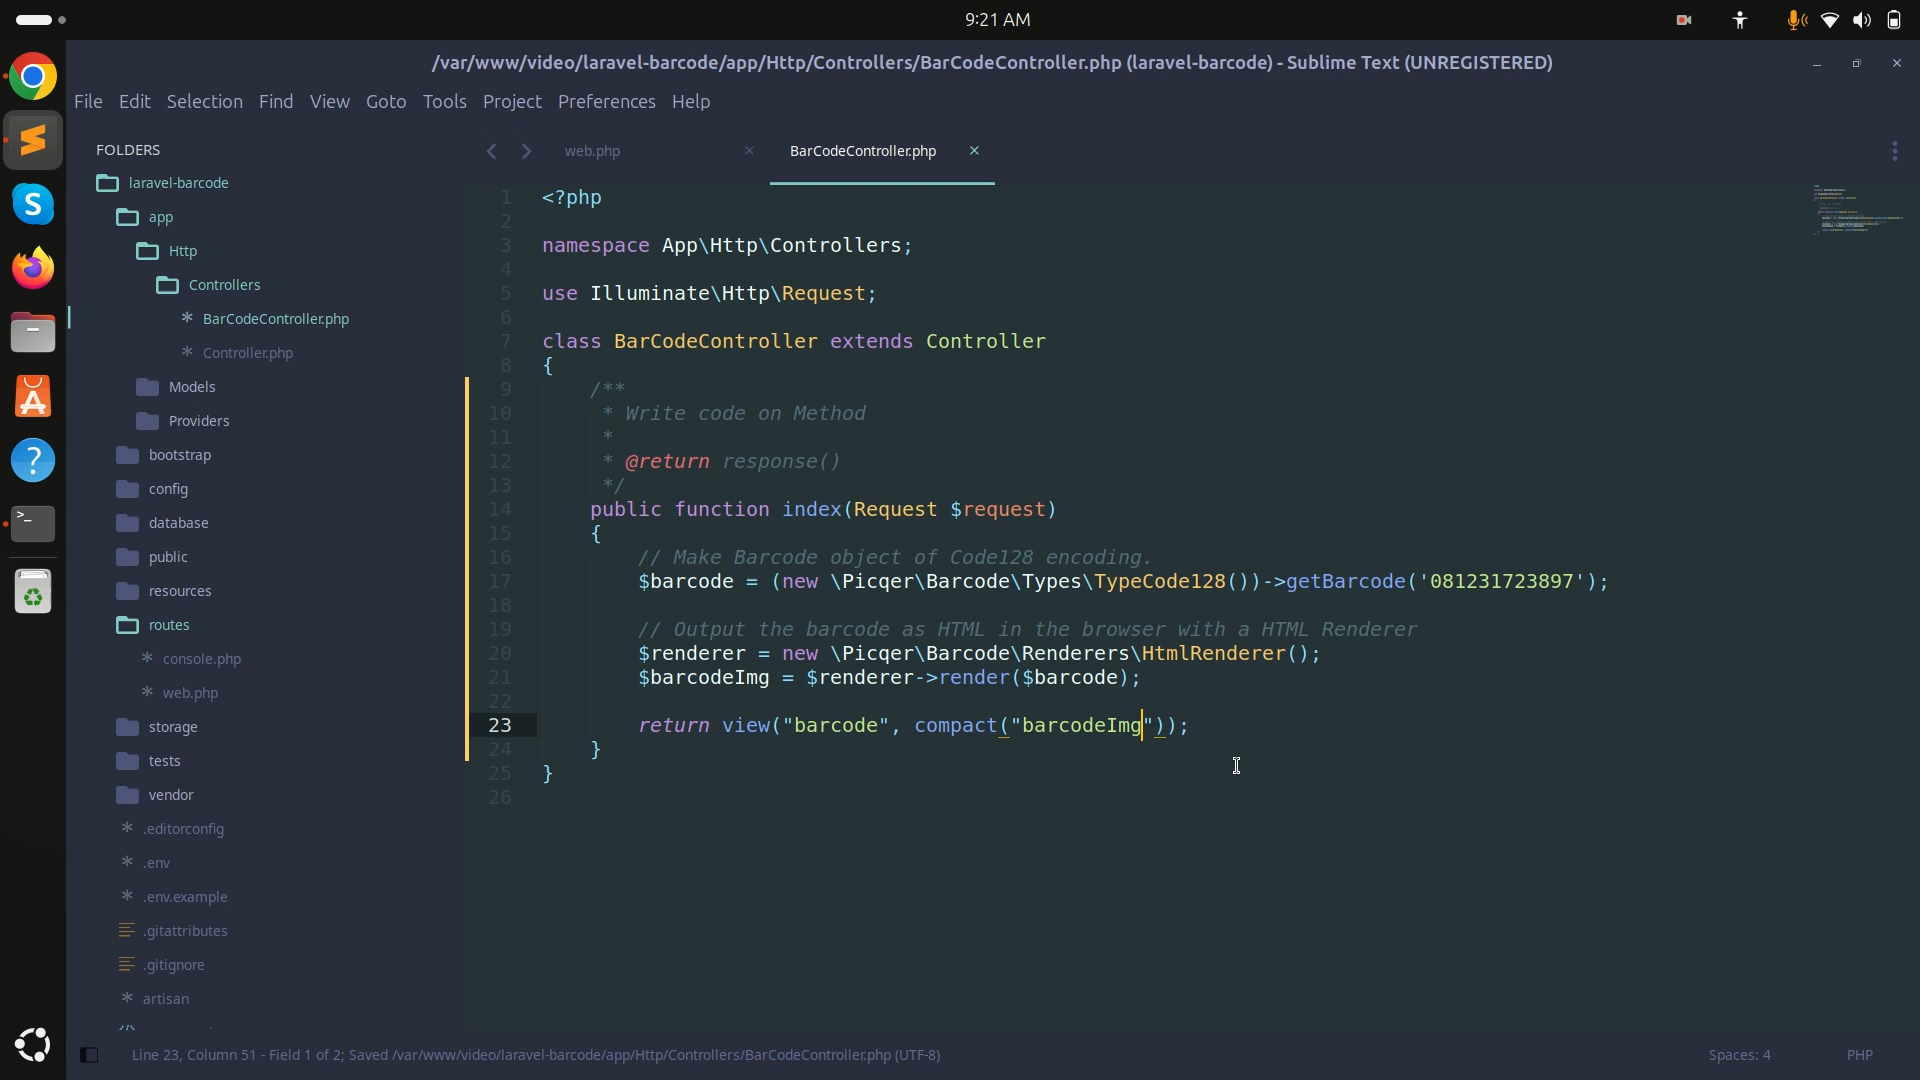 9:21 AM
/var/www/video/laravel-barcode/app/Http/Controllers/BarCodeController.php (laravel-barcode) - Sublime Text (UNREGISTERED)
File Edit Selection Find View Goto Tools Project Preferences Help
FOLDERS
laravel-barcode
app
Http
Controllers
BarCodeController.php
Controller.php
Models
Providers
bootstrap
config
database
public
resources
routes
console.php
web.php
storage
tests
vendor
.editorconfig
.env
.env.example
.gitattributes
.gitignore
artisan
web.php
BarCodeController.php
1 <?php
2
3 namespace App\Http\Controllers;
4
5 use Illuminate\Http\Request;
6
7 class BarCodeController extends Controller
8 {
9 /**
10 * Write code on Method
11 *
12 * @return response()
13 */
14 public function index(Request $request)
15 {
16 // Make Barcode object of Code128 encoding.
17 $barcode = (new \Picqer\Barcode\Types\TypeCode128())->getBarcode('081231723897');
18
19 // Output the barcode as HTML in the browser with a HTML Renderer
20 $renderer = new \Picqer\Barcode\Renderers\HtmlRenderer();
21 $barcodeImg = $renderer->render($barcode);
22
23 return view("barcode", compact("barcodeImg"));
24 }
25 }
26
Line 23, Column 51 - Field 1 of 2; Saved /var/www/video/laravel-barcode/app/Http/Controllers/BarCodeController.php (UTF-8)
Spaces: 4
PHP